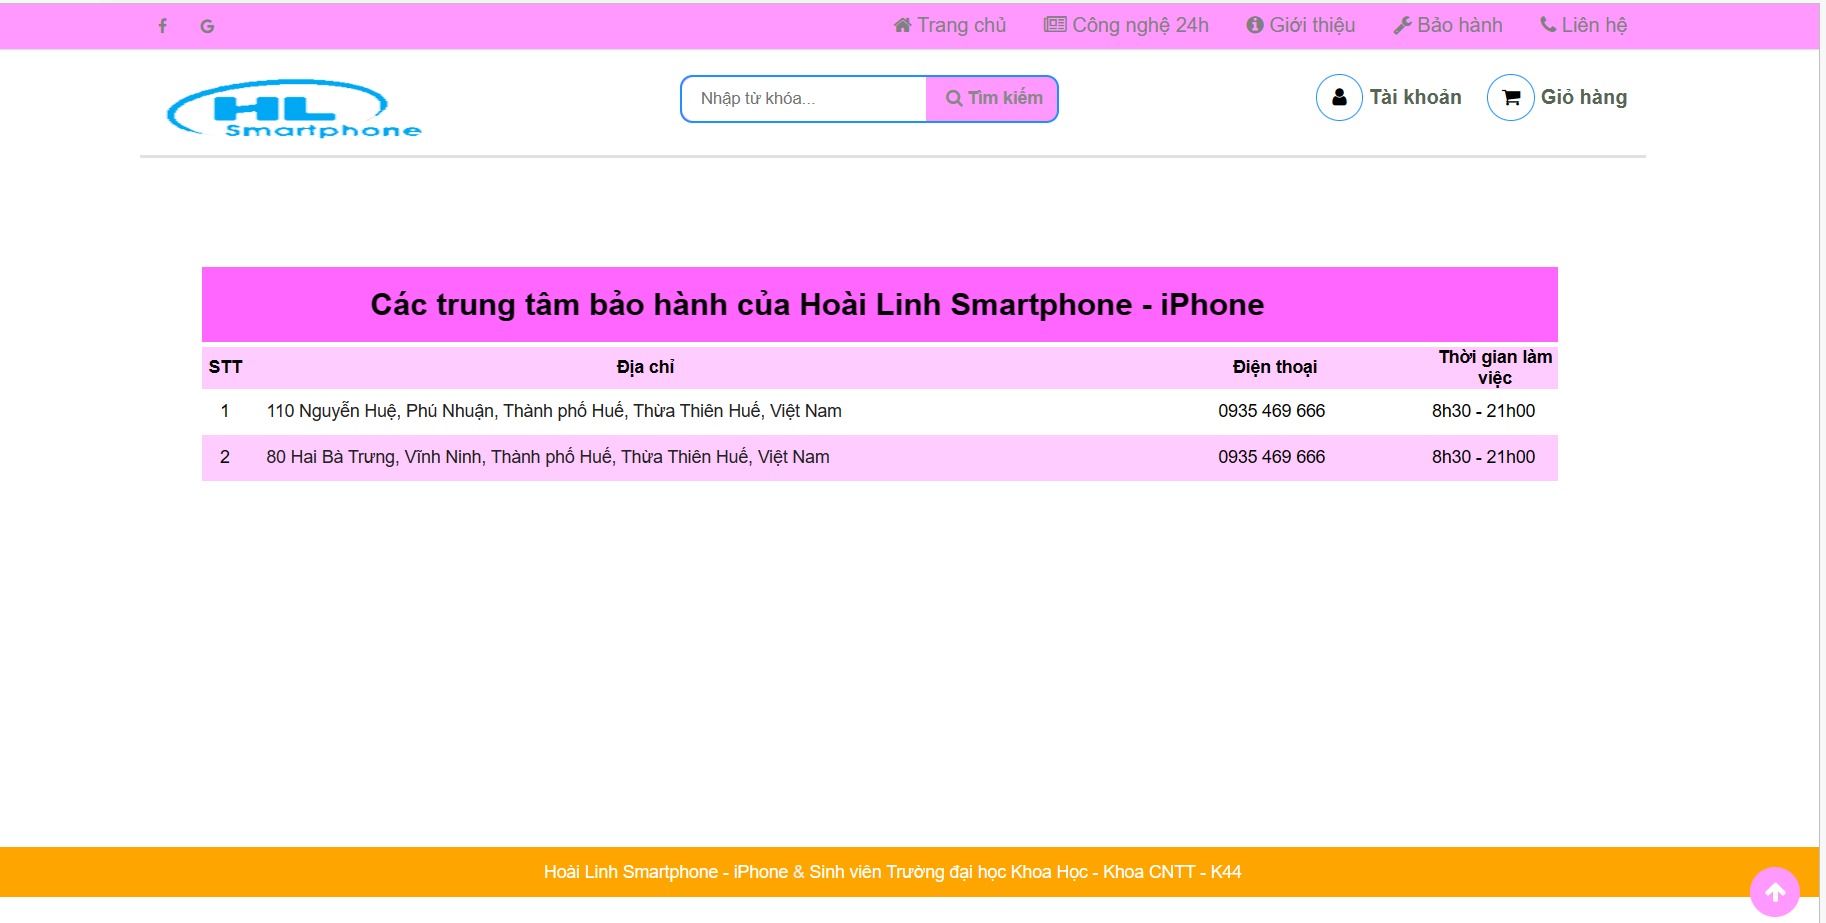 Trang chủ Công nghệ 24h Giới thiệu Bảo hành Liên hệ
HL
Smartphone
Nhập từ khóa...
Tìm kiếm
Tài khoản
Giỏ hàng
Các trung tâm bảo hành của Hoài Linh Smartphone - iPhone
STT Địa chỉ Điện thoại Thời gian làm việc
1 110 Nguyễn Huệ, Phú Nhuận, Thành phố Huế, Thừa Thiên Huế, Việt Nam 0935 469 666 8h30 - 21h00
2 80 Hai Bà Trưng, Vĩnh Ninh, Thành phố Huế, Thừa Thiên Huế, Việt Nam 0935 469 666 8h30 - 21h00
Hoài Linh Smartphone - iPhone & Sinh viên Trường đại học Khoa Học - Khoa CNTT - K44